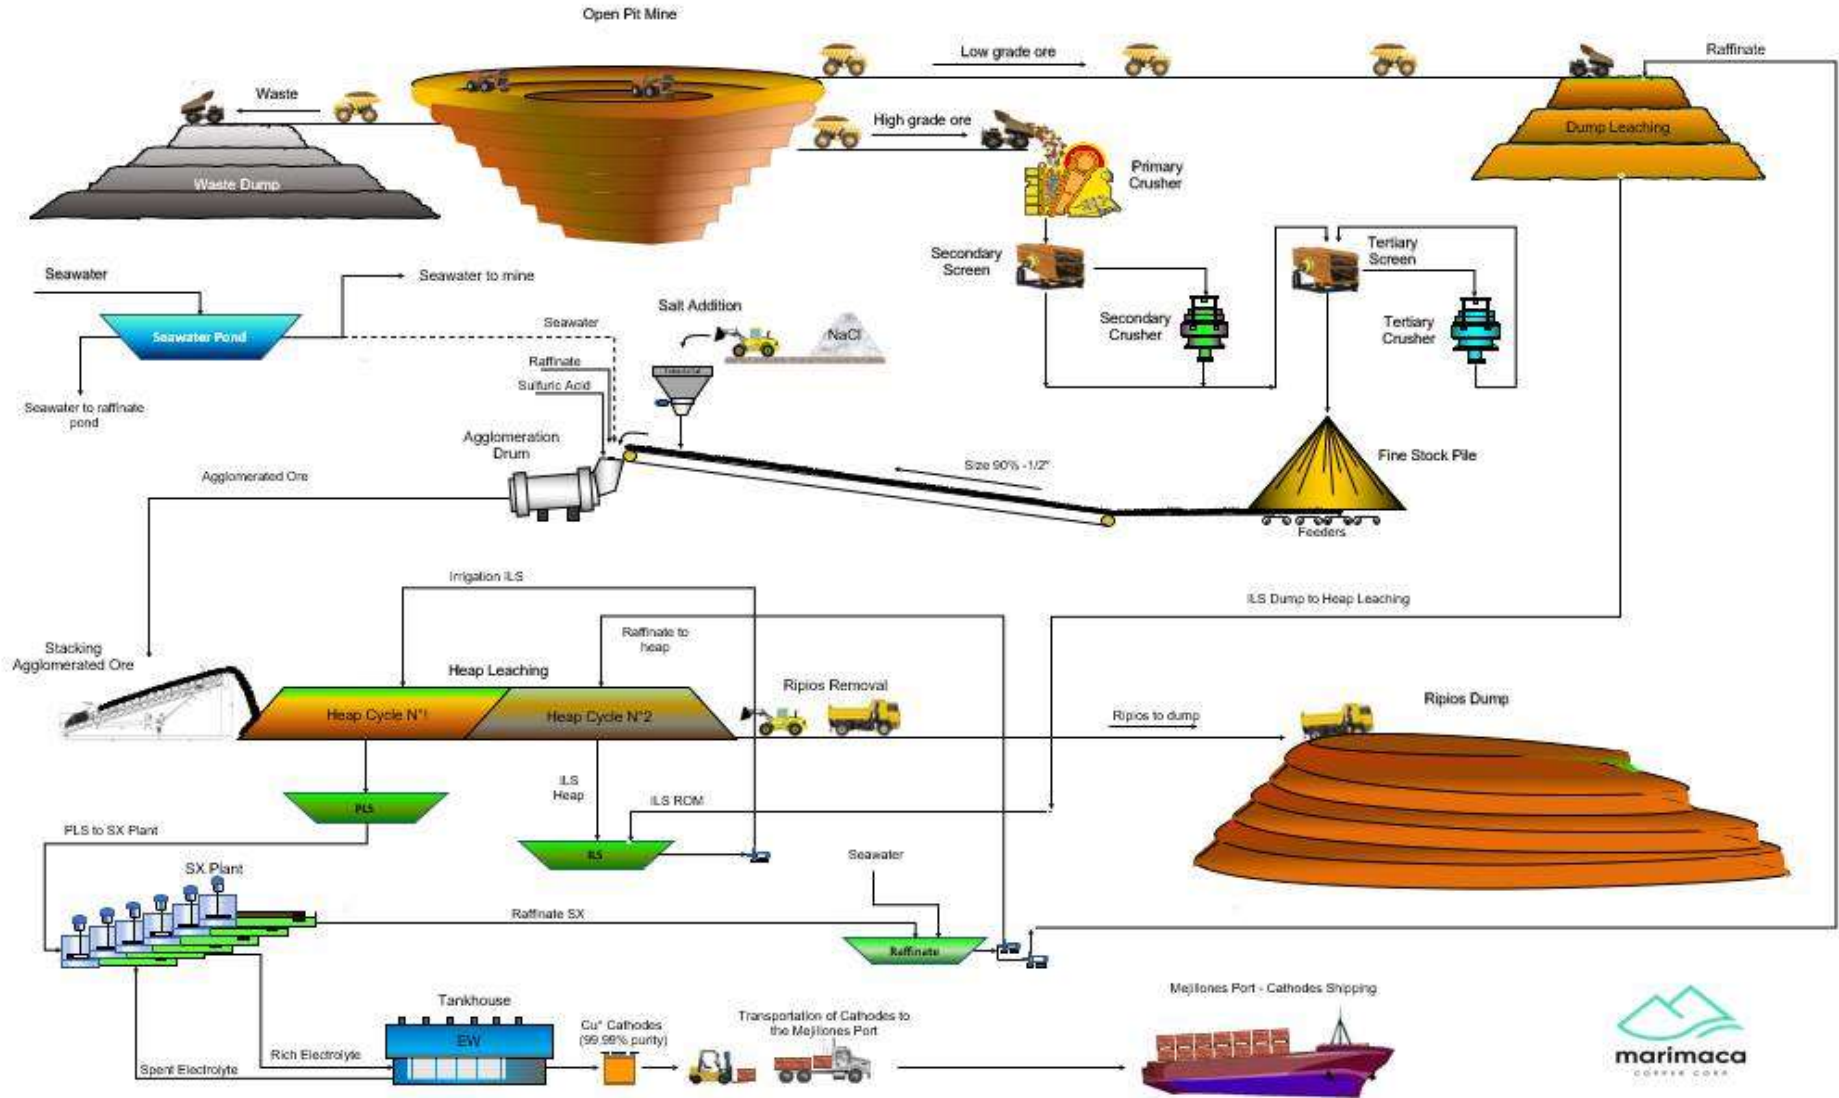 Open Pit Mine
Low grade ore
Raffinate
Waste
High grade ore
Dump Leaching
Primary
Crusher
Waste Dump
Secondary
Screen
Tertiary
Screen
Seawater
Seawater to mine
Salt Addition
Seawater Pond
Seawater
NaCl
Secondary
Crusher
Tertiary
Crusher
Raffinate
Sulfuric Acid
Seawater to raffinate
pond
Agglomeration
Drum
Size 90% -1/2"
Fine Stock Pile
Agglomerated Ore
Feeders
Irrigation ILS
ILS Dump to Heap Leaching
Raffinate to
heap
Stacking
Agglomerated Ore
Heap Leaching
Ripios Removal
Ripios Dump
Heap Cycle N°1
Heap Cycle N°2
Ripios to dump
ILS
Heap
ILS ROM
PLS
PLS to SX Plant
ILS
Seawater
SX Plant
Raffinate SX
Raffinate
Tankhouse
Mejillones Port - Cathodes Shipping
Cu° Cathodes
(99.99% purity)
Transportation of Cathodes to
the Mejillones Port
EW
Rich Electrolyte
Spent Electrolyte
marimaca
COPPER CORP